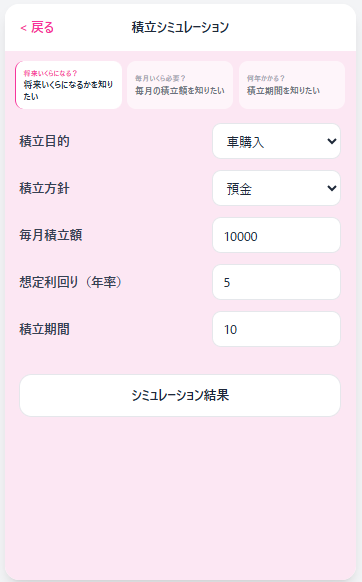 < 戻る
積立シミュレーション
将来いくらになる？
将来いくらになるかを知り
たい
毎月いくら必要？
毎月の積立額を知りたい
何年かかる？
積立期間を知りたい
積立目的
車購入
積立方針
預金
毎月積立額
10000
想定利回り（年率）
5
積立期間
10
シミュレーション結果